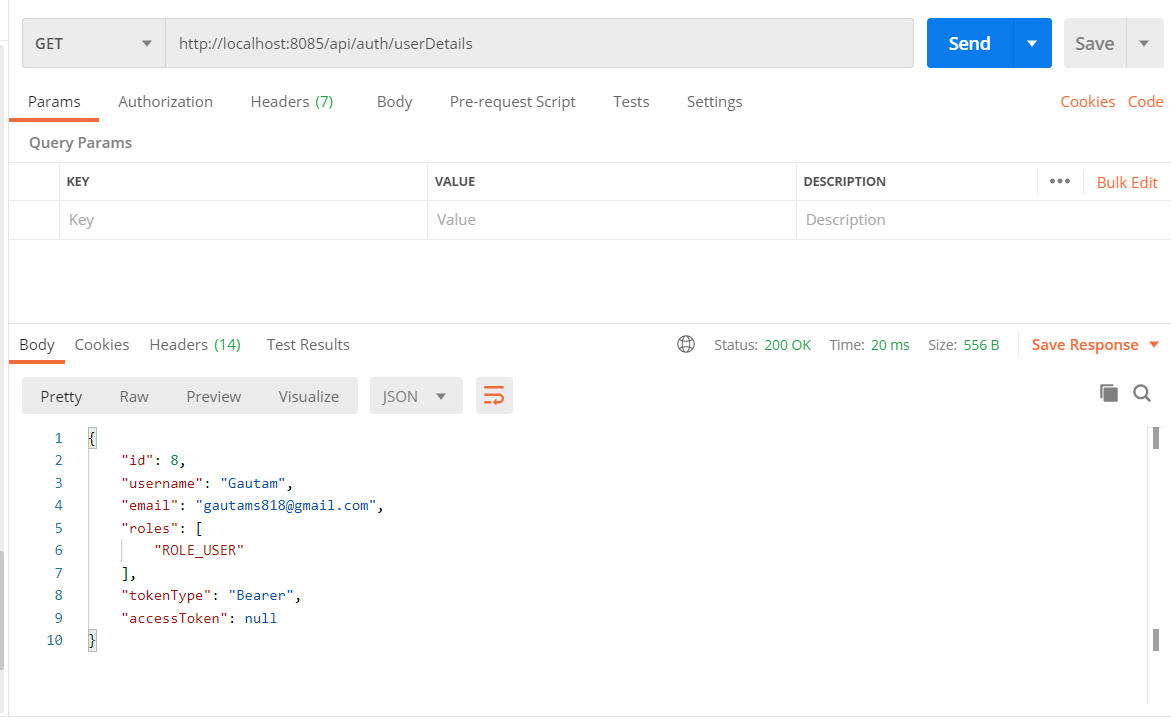 GET http://localhost:8085/api/auth/userDetails Send Save
Params Authorization Headers (7) Body Pre-request Script Tests Settings Cookies Code
Query Params
KEY VALUE DESCRIPTION ••• Bulk Edit
Key Value Description
Body Cookies Headers (14) Test Results Status: 200 OK Time: 20 ms Size: 556 B Save Response
Pretty Raw Preview Visualize JSON
1 {
2 "id": 8,
3 "username": "Gautam",
4 "email": "gautams818@gmail.com",
5 "roles": [
6 "ROLE_USER"
7 ],
8 "tokenType": "Bearer",
9 "accessToken": null
10 }